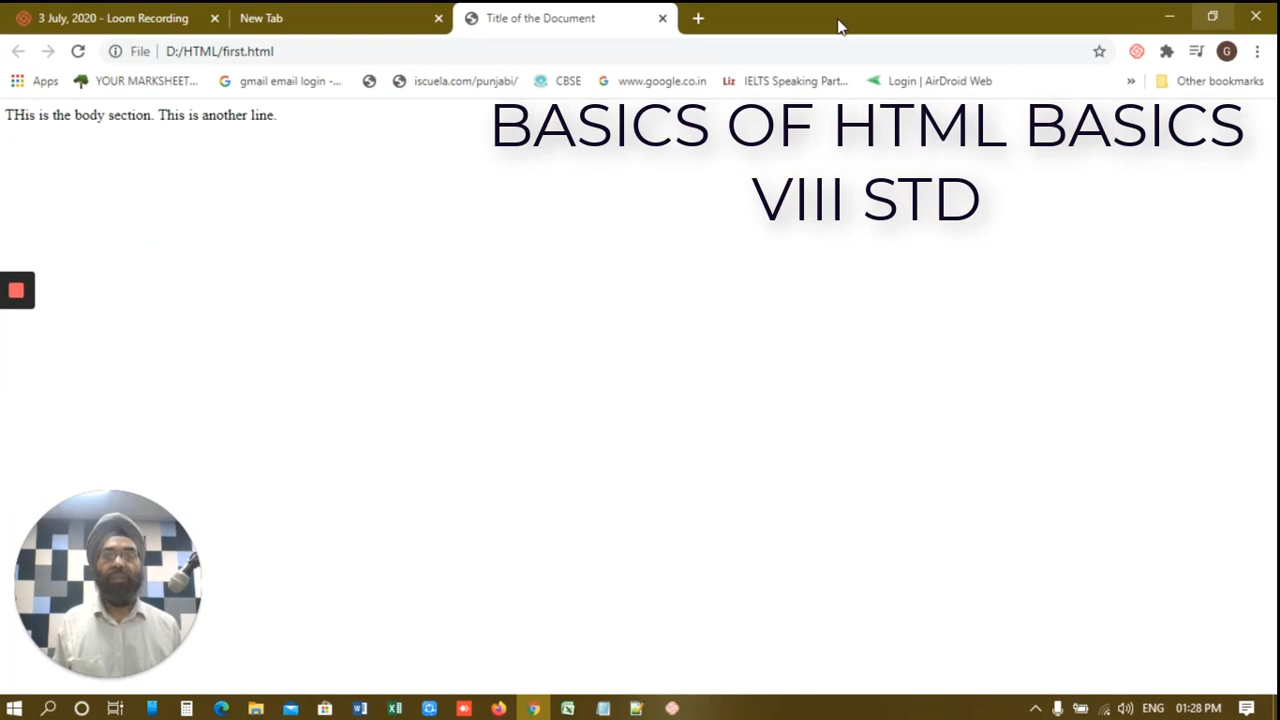 3 July, 2020 - Loom Recording
New Tab
Title of the Document
File
D:/HTML/first.html
G
Apps
YOUR MARKSHEET...
gmail email login -...
iscuela.com/punjabi/
CBSE
www.google.co.in
Liz
IELTS Speaking Part...
Login | AirDroid Web
»
Other bookmarks
THis is the body section. This is another line.
BASICS OF HTML BASICS
VIII STD
ENG
01:28 PM